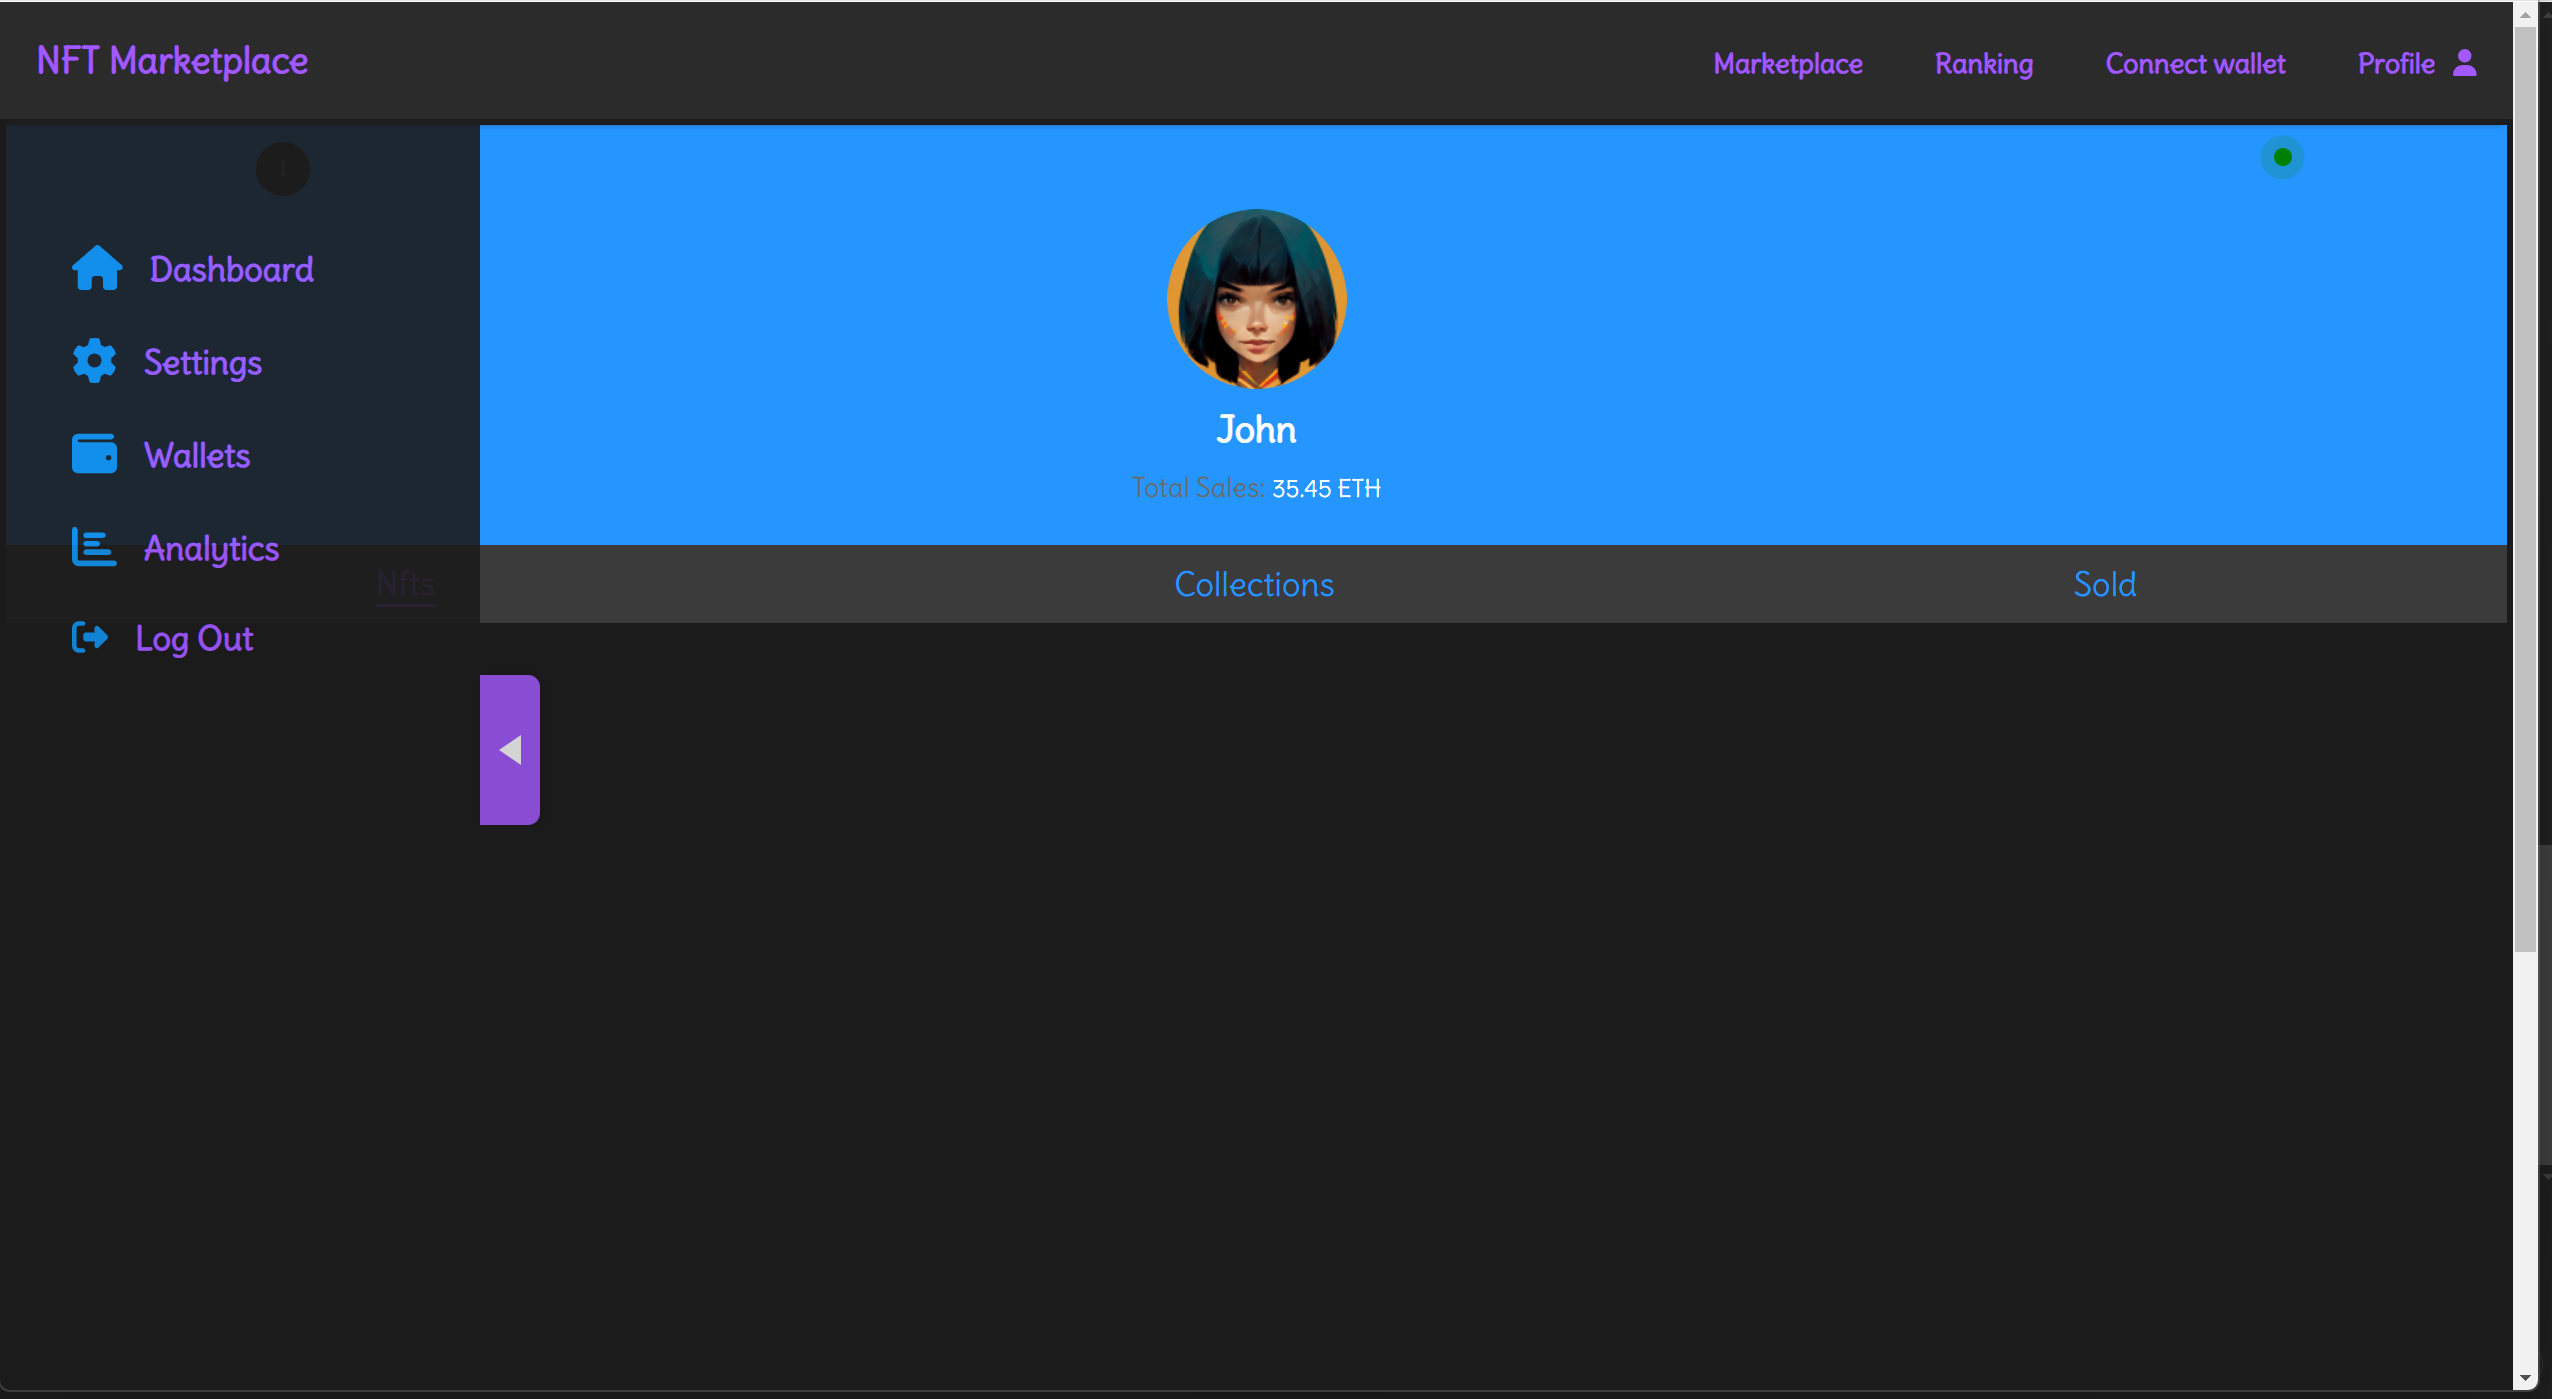 NFT Marketplace
Marketplace
Ranking
Connect wallet
Profile
Dashboard
Settings
Wallets
Analytics
Log Out
John
Total Sales: 35.45 ETH
Nfts
Collections
Sold